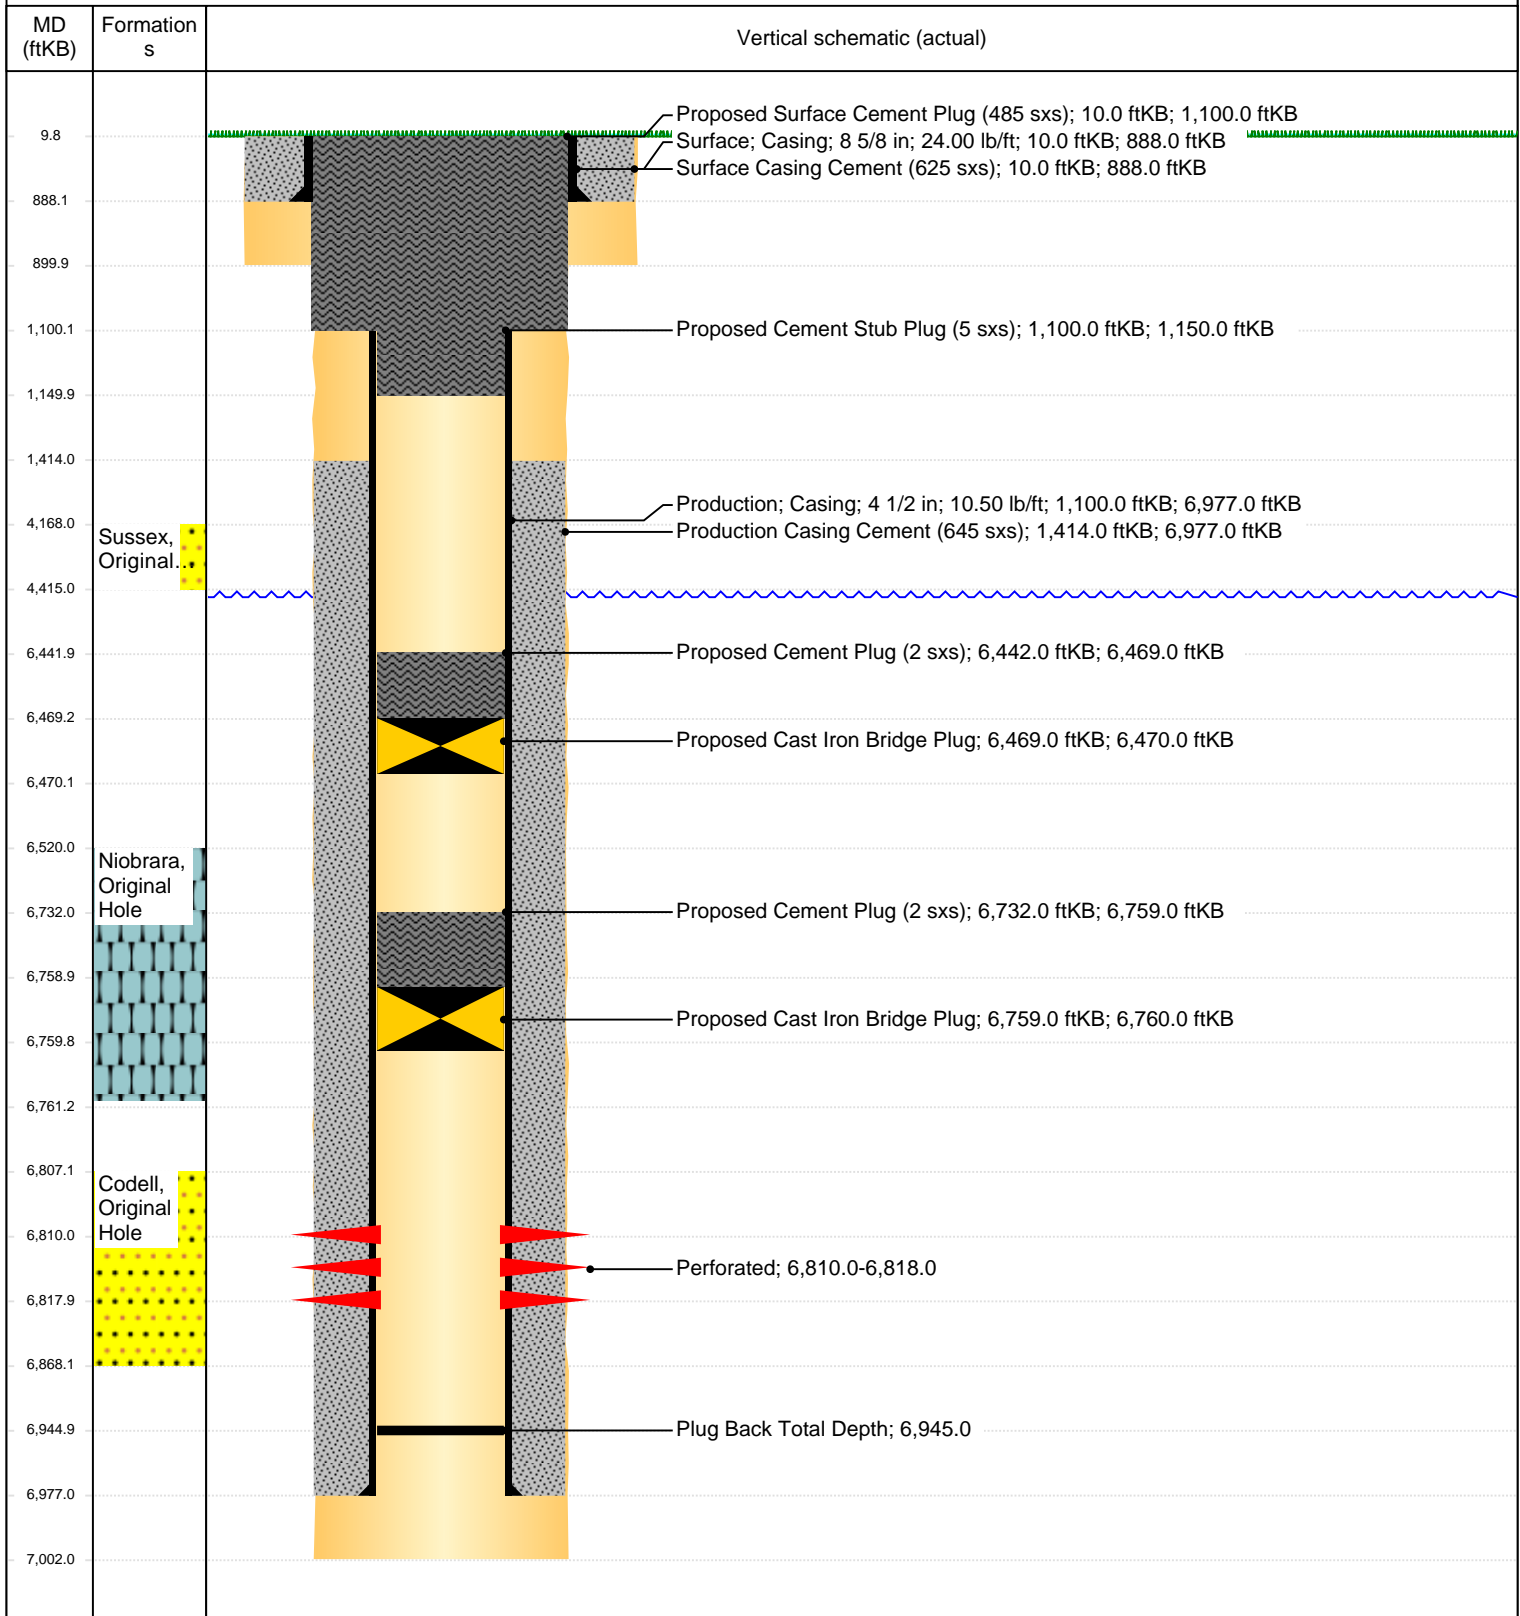 MD
(ftKB)
Formation
s
Vertical schematic (actual)
Proposed Surface Cement Plug (485 sxs); 10.0 ftKB; 1,100.0 ftKB
9.8
Surface; Casing; 8 5/8 in; 24.00 lb/ft; 10.0 ftKB; 888.0 ftKB
Surface Casing Cement (625 sxs); 10.0 ftKB; 888.0 ftKB
888.1
899.9
1,100.1
Proposed Cement Stub Plug (5 sxs); 1,100.0 ftKB; 1,150.0 ftKB
1,149.9
1,414.0
Production; Casing; 4 1/2 in; 10.50 lb/ft; 1,100.0 ftKB; 6,977.0 ftKB
4,168.0
Production Casing Cement (645 sxs); 1,414.0 ftKB; 6,977.0 ftKB
Sussex,
Original...
4,415.0
6,441.9
Proposed Cement Plug (2 sxs); 6,442.0 ftKB; 6,469.0 ftKB
6,469.2
Proposed Cast Iron Bridge Plug; 6,469.0 ftKB; 6,470.0 ftKB
6,470.1
6,520.0
Niobrara,
Original
Hole
6,732.0
Proposed Cement Plug (2 sxs); 6,732.0 ftKB; 6,759.0 ftKB
6,758.9
Proposed Cast Iron Bridge Plug; 6,759.0 ftKB; 6,760.0 ftKB
6,759.8
6,761.2
6,807.1
Codell,
Original
Hole
6,810.0
Perforated; 6,810.0-6,818.0
6,817.9
6,868.1
6,944.9
Plug Back Total Depth; 6,945.0
6,977.0
7,002.0